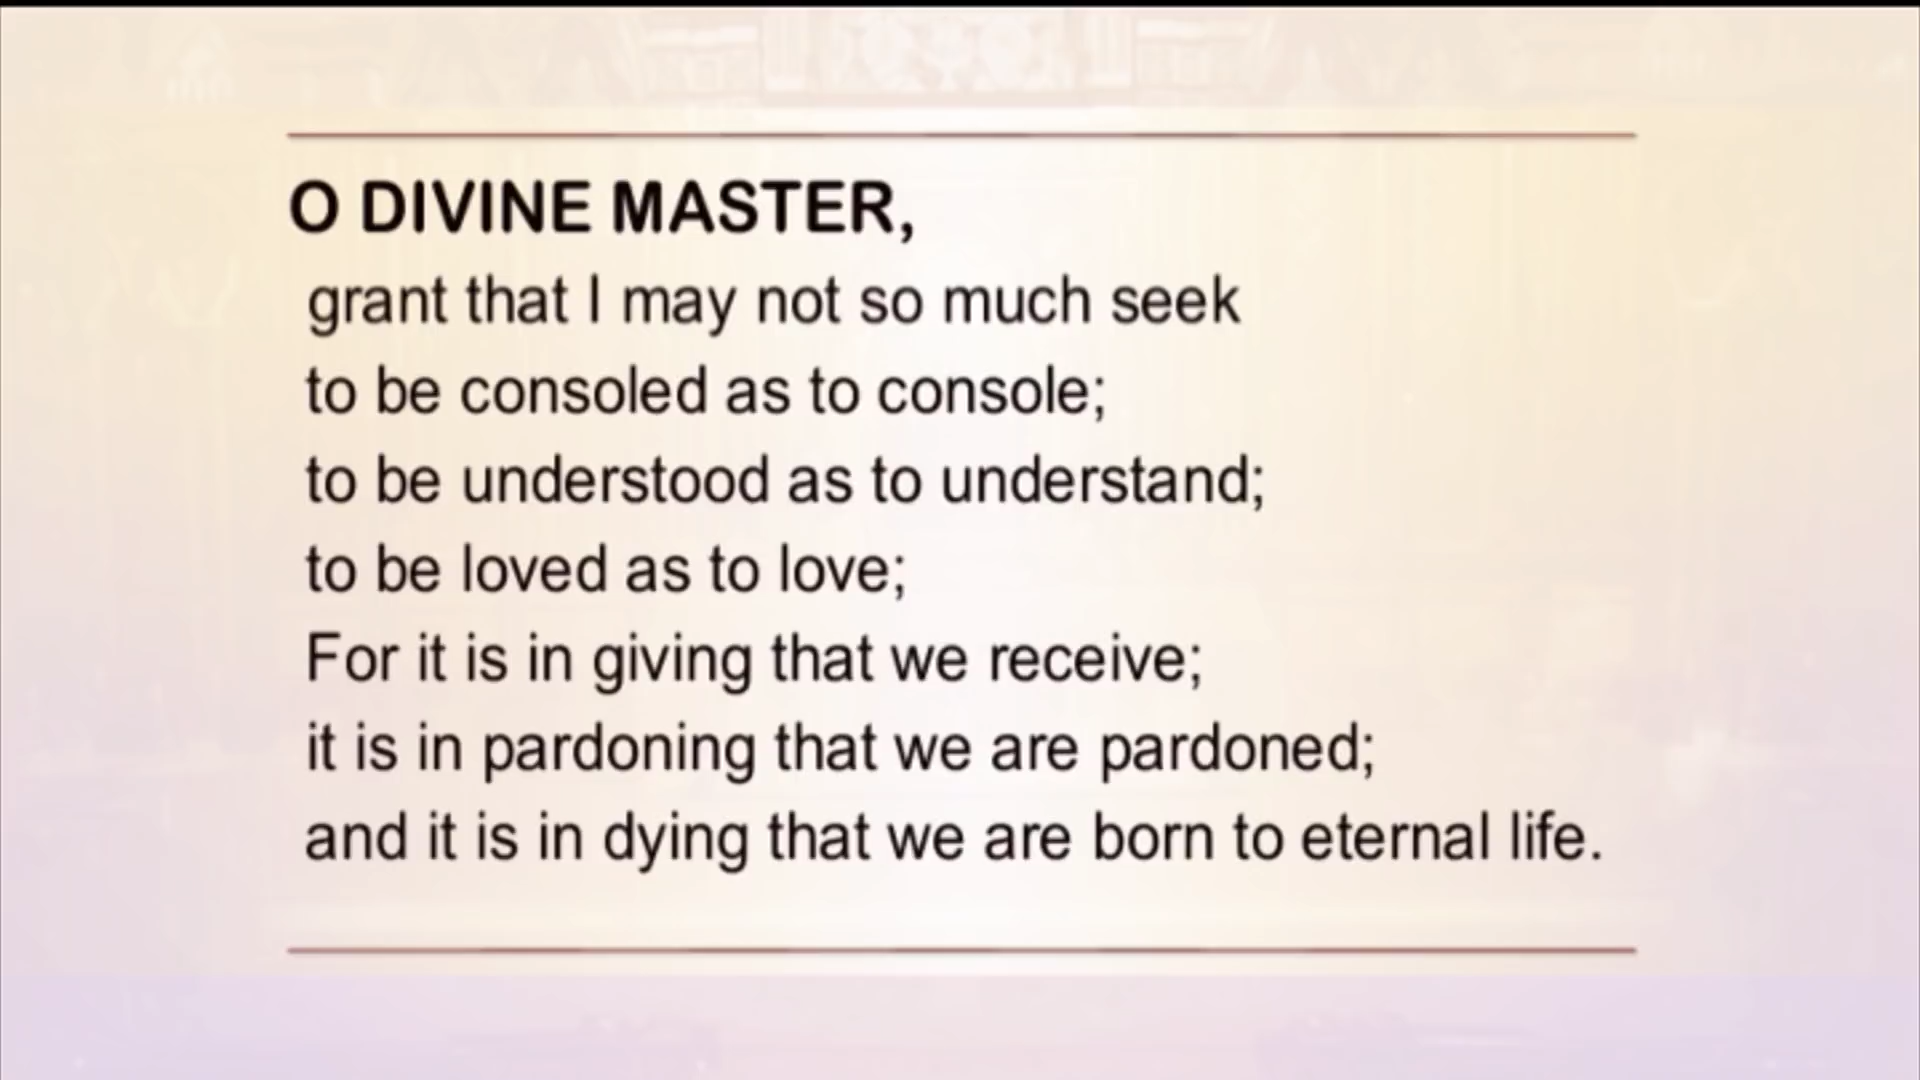 O DIVINE MASTER,
grant that I may not so much seek
to be consoled as to console;
to be understood as to understand;
to be loved as to love;
For it is in giving that we receive;
it is in pardoning that we are pardoned;
and it is in dying that we are born to eternal life.